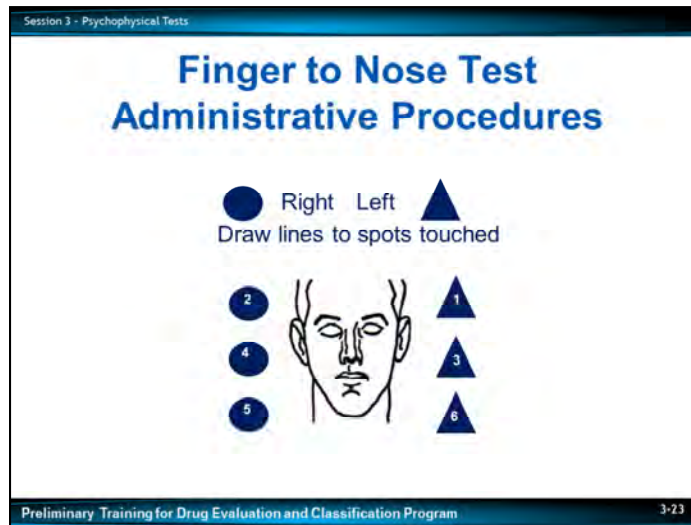 Session 3 - Psychophysical Tests
Finger to Nose Test
Administrative Procedures
Right Left
Draw lines to spots touched
2 1
4 3
5 6
Preliminary Training for Drug Evaluation and Classification Program 3-23